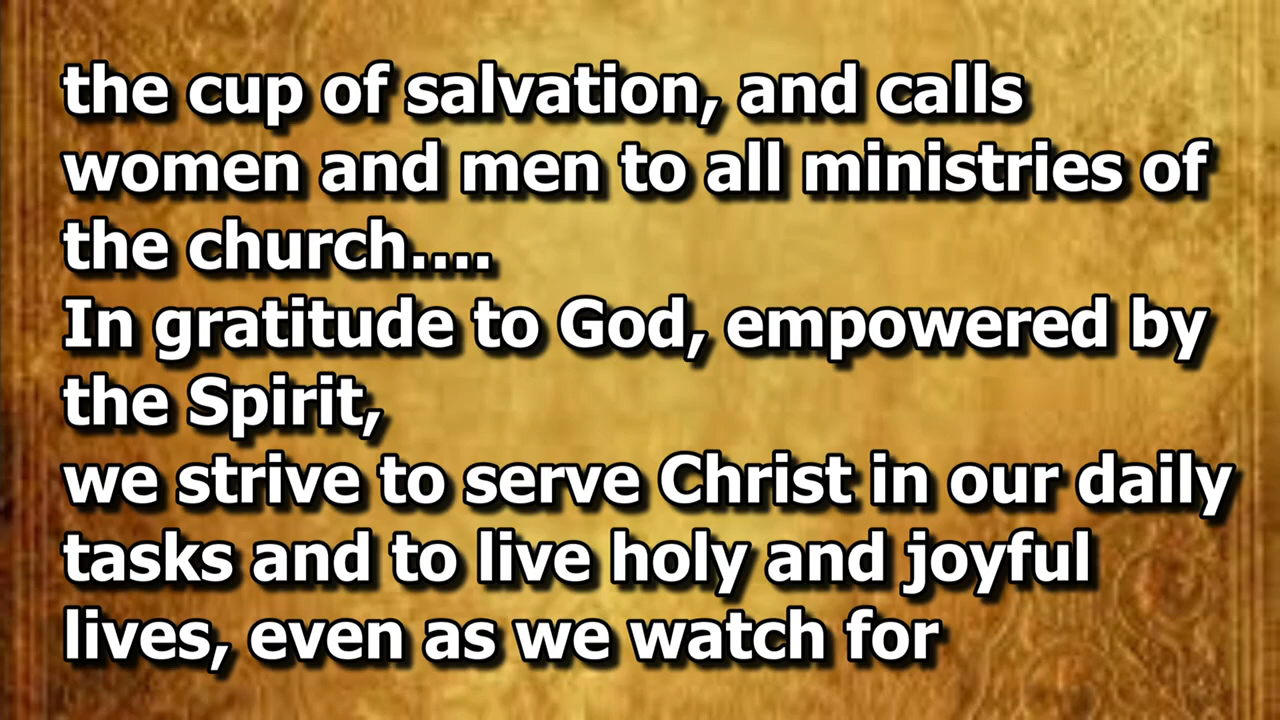 the cup of salvation, and calls
women and men to all ministries of
the church....
In gratitude to God, empowered by
the Spirit,
we strive to serve Christ in our daily
tasks and to live holy and joyful
lives, even as we watch for